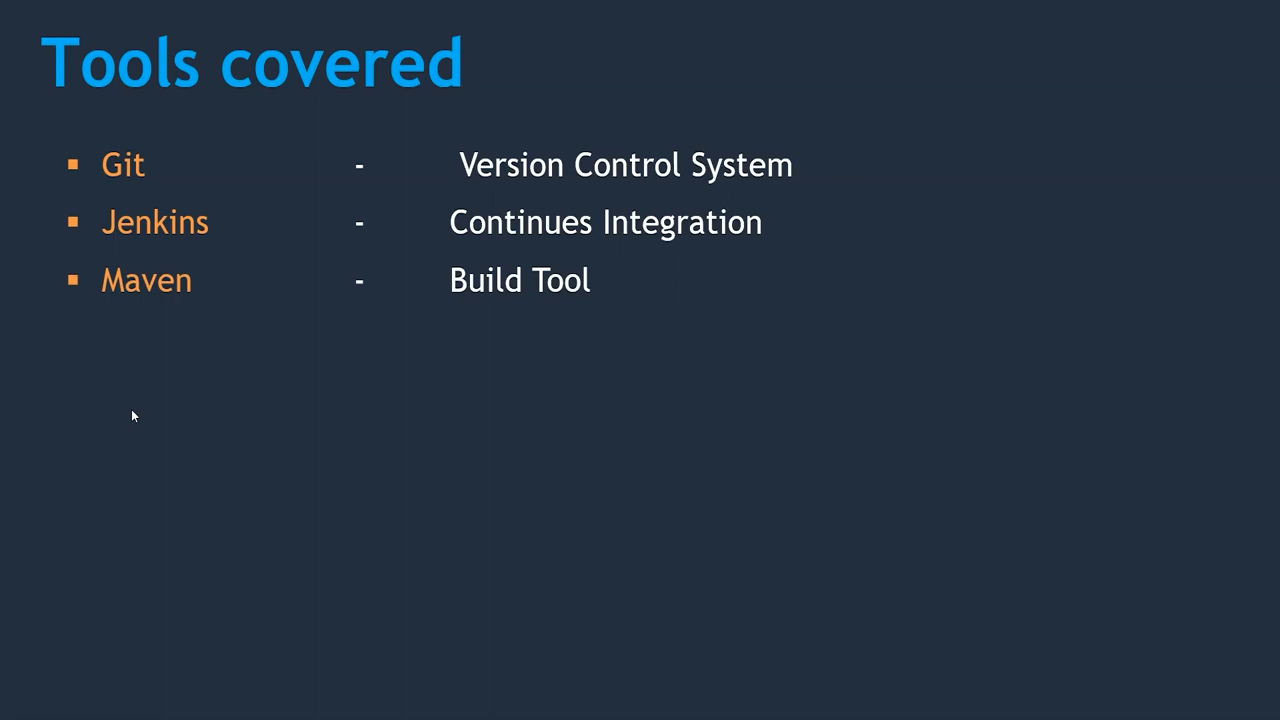 Tools covered
▪ Git - Version Control System
▪ Jenkins - Continues Integration
▪ Maven - Build Tool